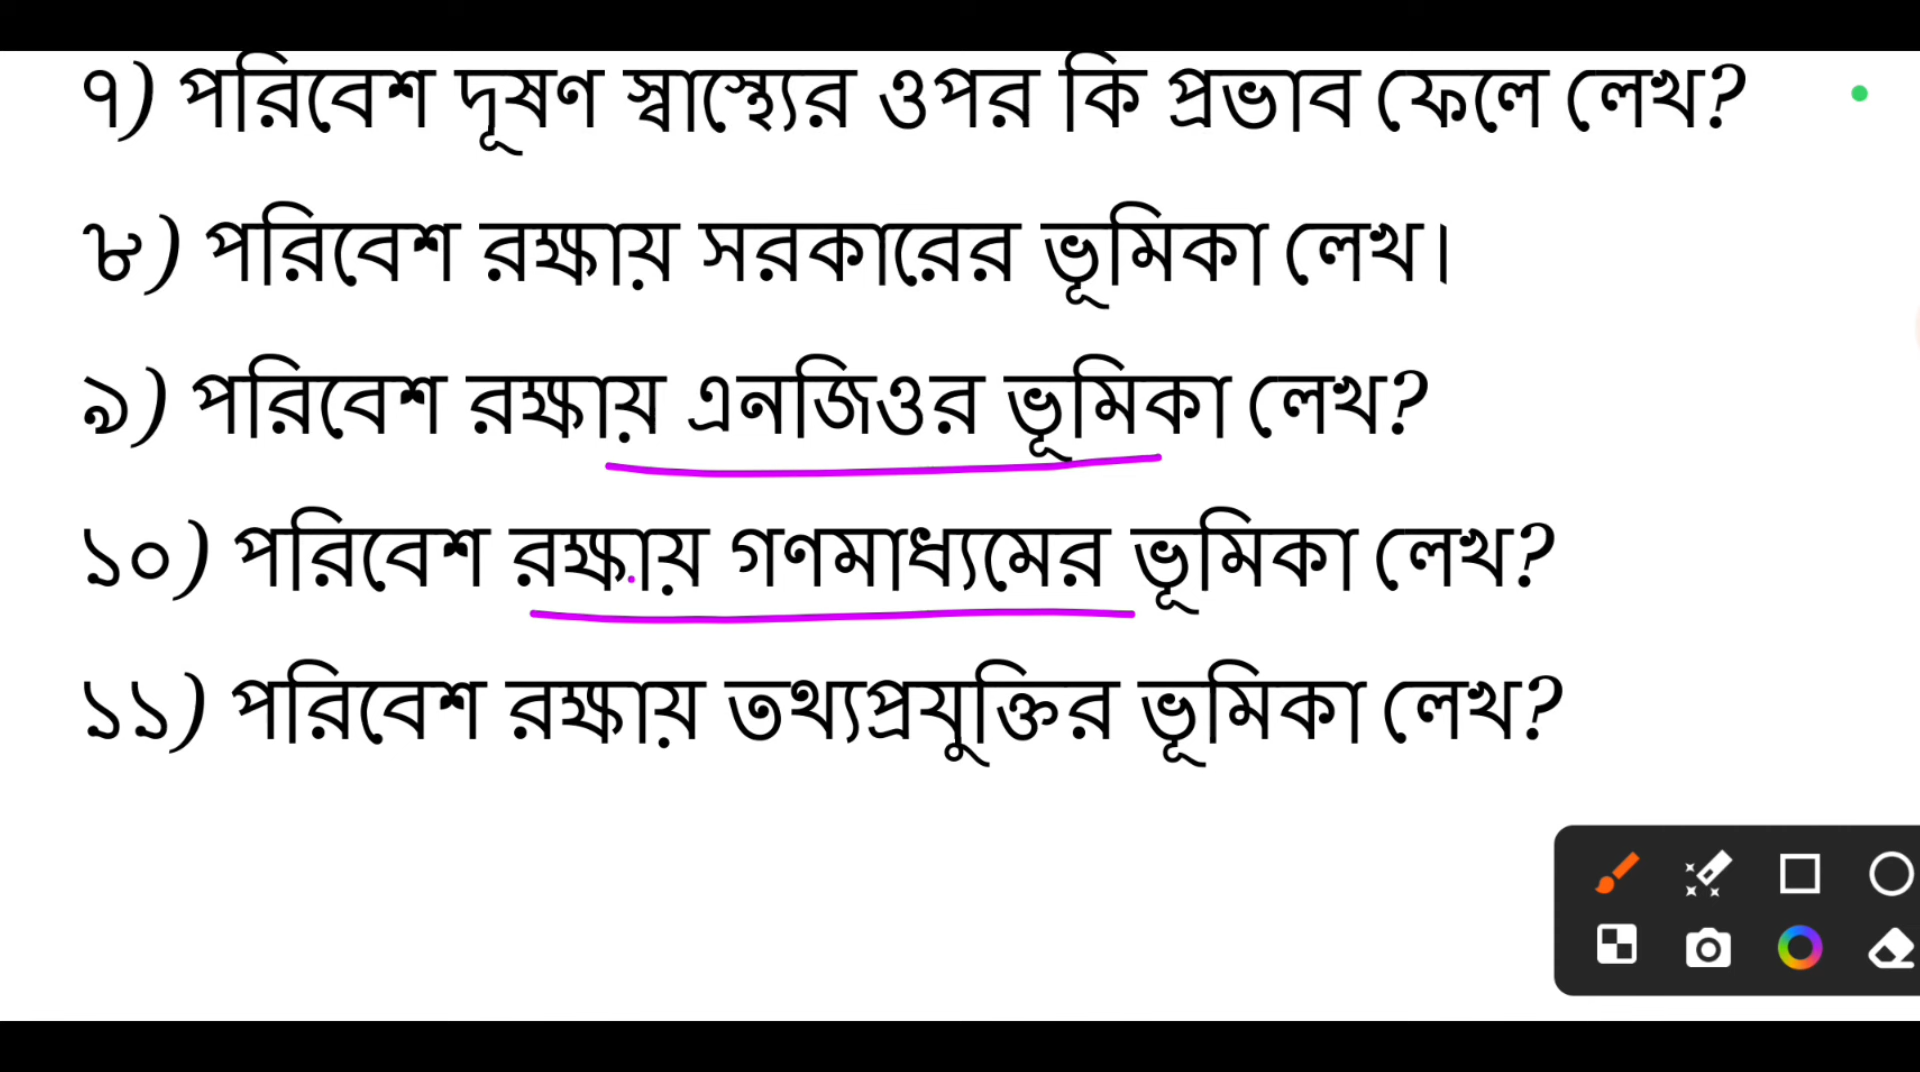 ৭) পরিবেশ দূষণ স্বাস্থ্যের ওপর কি প্রভাব ফেলে লেখ?
৮) পরিবেশ রক্ষায় সরকারের ভূমিকা লেখ।
৯) পরিবেশ রক্ষায় এনজিওর ভূমিকা লেখ?
১০) পরিবেশ রক্ষায় গণমাধ্যমের ভূমিকা লেখ?
১১) পরিবেশ রক্ষায় তথ্যপ্রযুক্তির ভূমিকা লেখ?